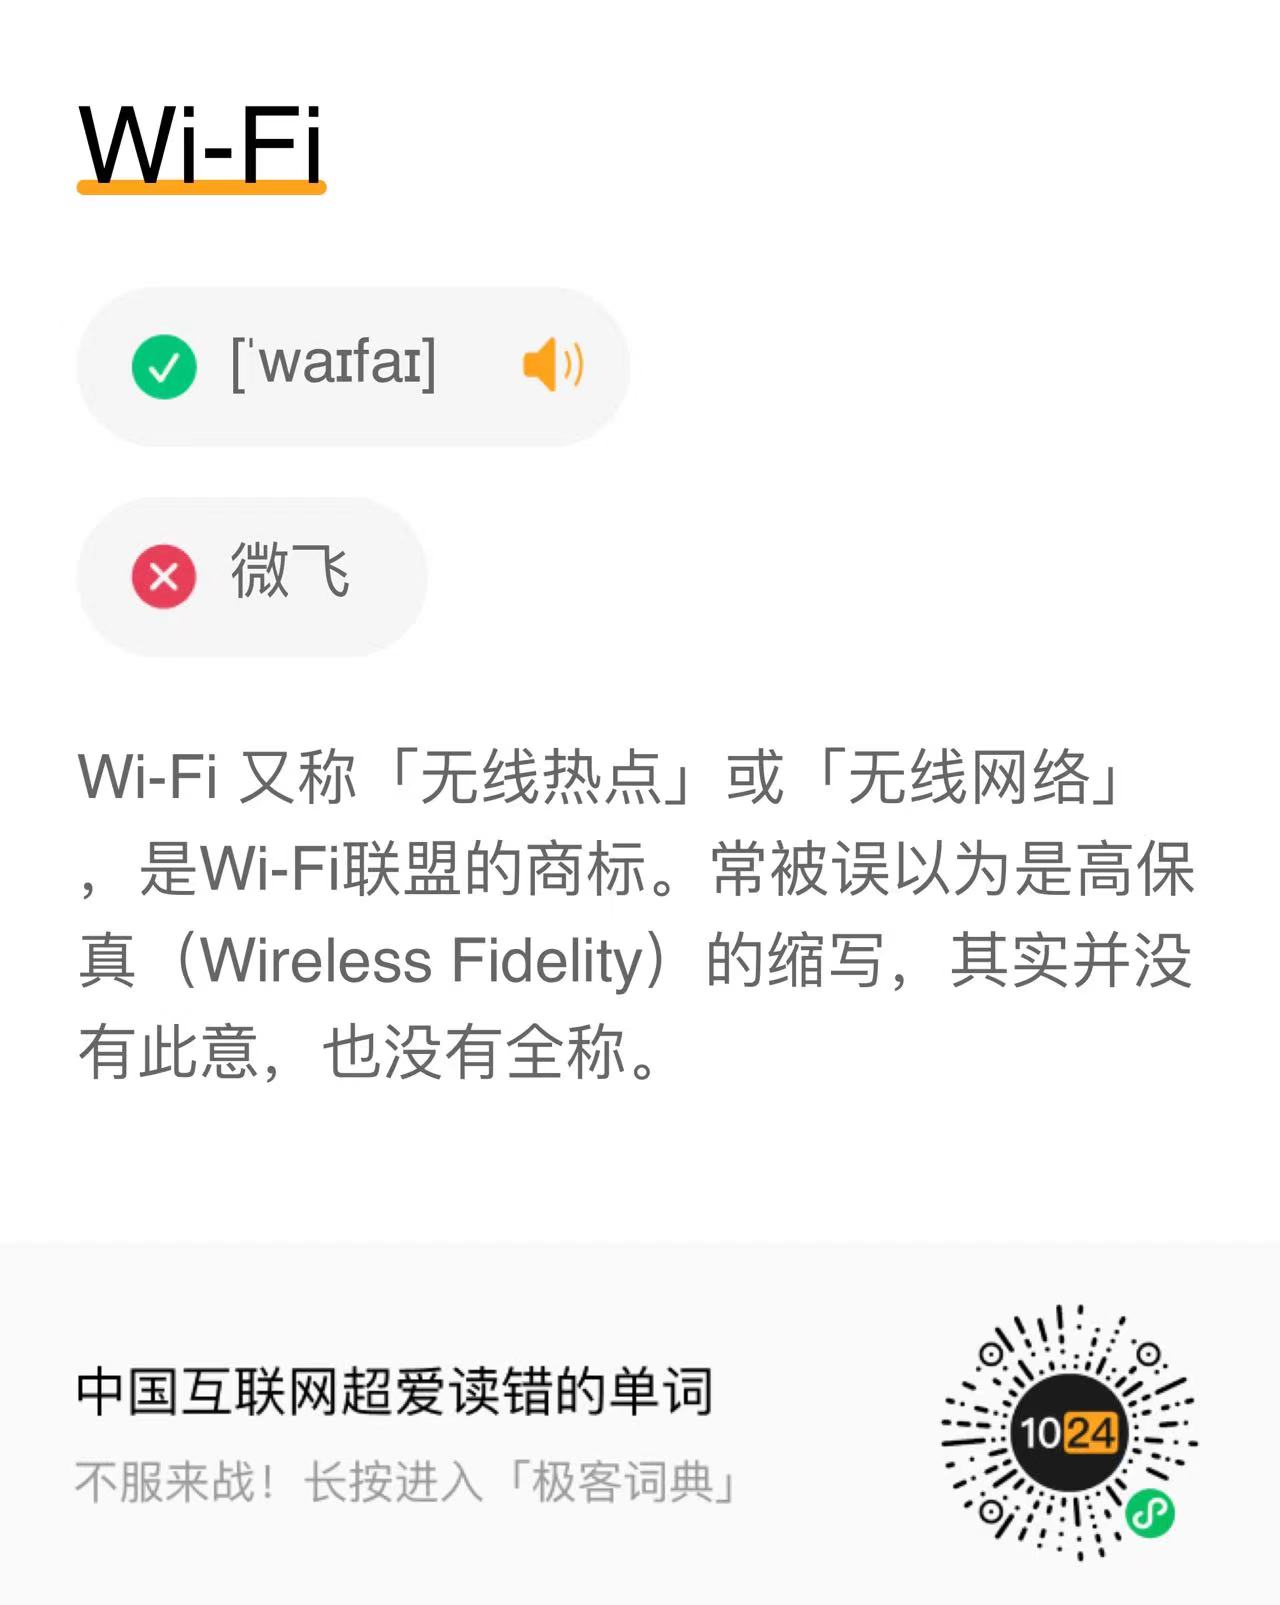 Wi-Fi
[ˈwaɪfaɪ]
微飞
Wi-Fi 又称「无线热点」或「无线网络」
，是Wi-Fi联盟的商标。常被误以为是高保
真（Wireless Fidelity）的缩写，其实并没
有此意，也没有全称。
中国互联网超爱读错的单词
不服来战！长按进入「极客词典」
1024